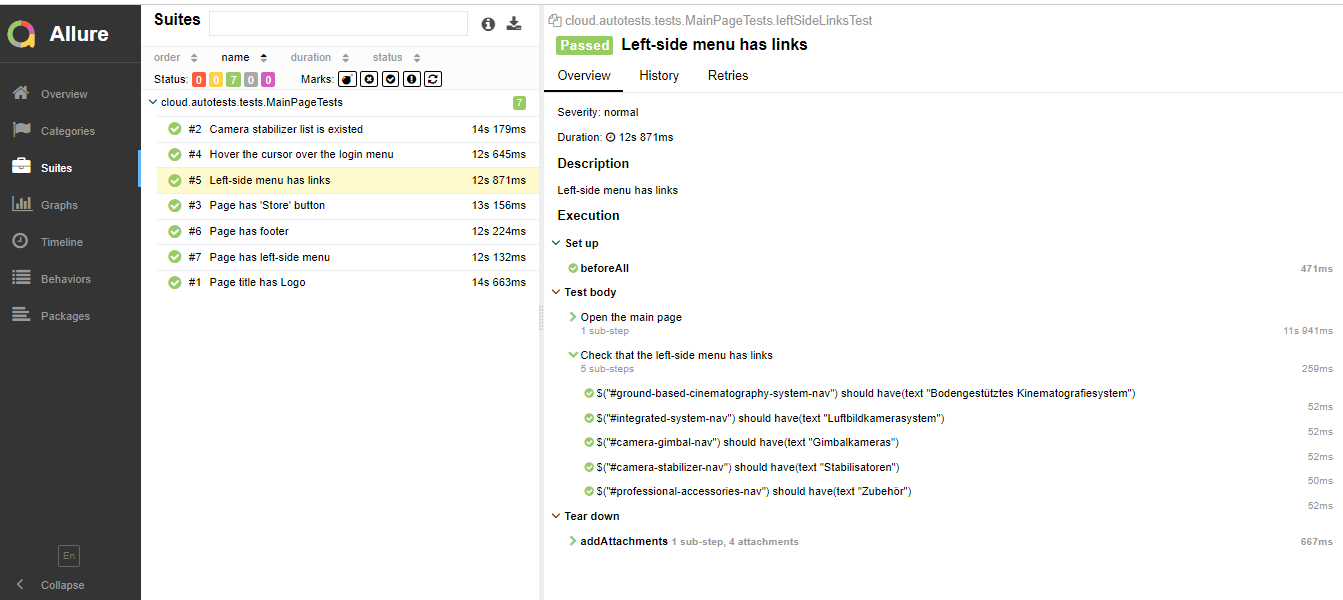 Allure
Overview
Categories
Suites
Graphs
Timeline
Behaviors
Packages
En
Collapse
Suites
order name duration status
Status: 0 0 7 0 0 Marks:
cloud.autotests.tests.MainPageTests 7
#2 Camera stabilizer list is existed 14s 179ms
#4 Hover the cursor over the login menu 12s 645ms
#5 Left-side menu has links 12s 871ms
#3 Page has 'Store' button 13s 156ms
#6 Page has footer 12s 224ms
#7 Page has left-side menu 12s 132ms
#1 Page title has Logo 14s 663ms
cloud.autotests.tests.MainPageTests.leftSideLinksTest
Passed Left-side menu has links
Overview History Retries
Severity: normal
Duration: 12s 871ms
Description
Left-side menu has links
Execution
Set up
beforeAll 471ms
Test body
Open the main page
1 sub-step 11s 941ms
Check that the left-side menu has links
5 sub-steps 259ms
$("#ground-based-cinematography-system-nav") should have(text "Bodengestütztes Kinematografiesystem")
52ms
$("#integrated-system-nav") should have(text "Luftbildkamerasystem")
52ms
$("#camera-gimbal-nav") should have(text "Gimbalkameras")
52ms
$("#camera-stabilizer-nav") should have(text "Stabilisatoren")
50ms
$("#professional-accessories-nav") should have(text "Zubehör")
52ms
Tear down
addAttachments 1 sub-step, 4 attachments 667ms